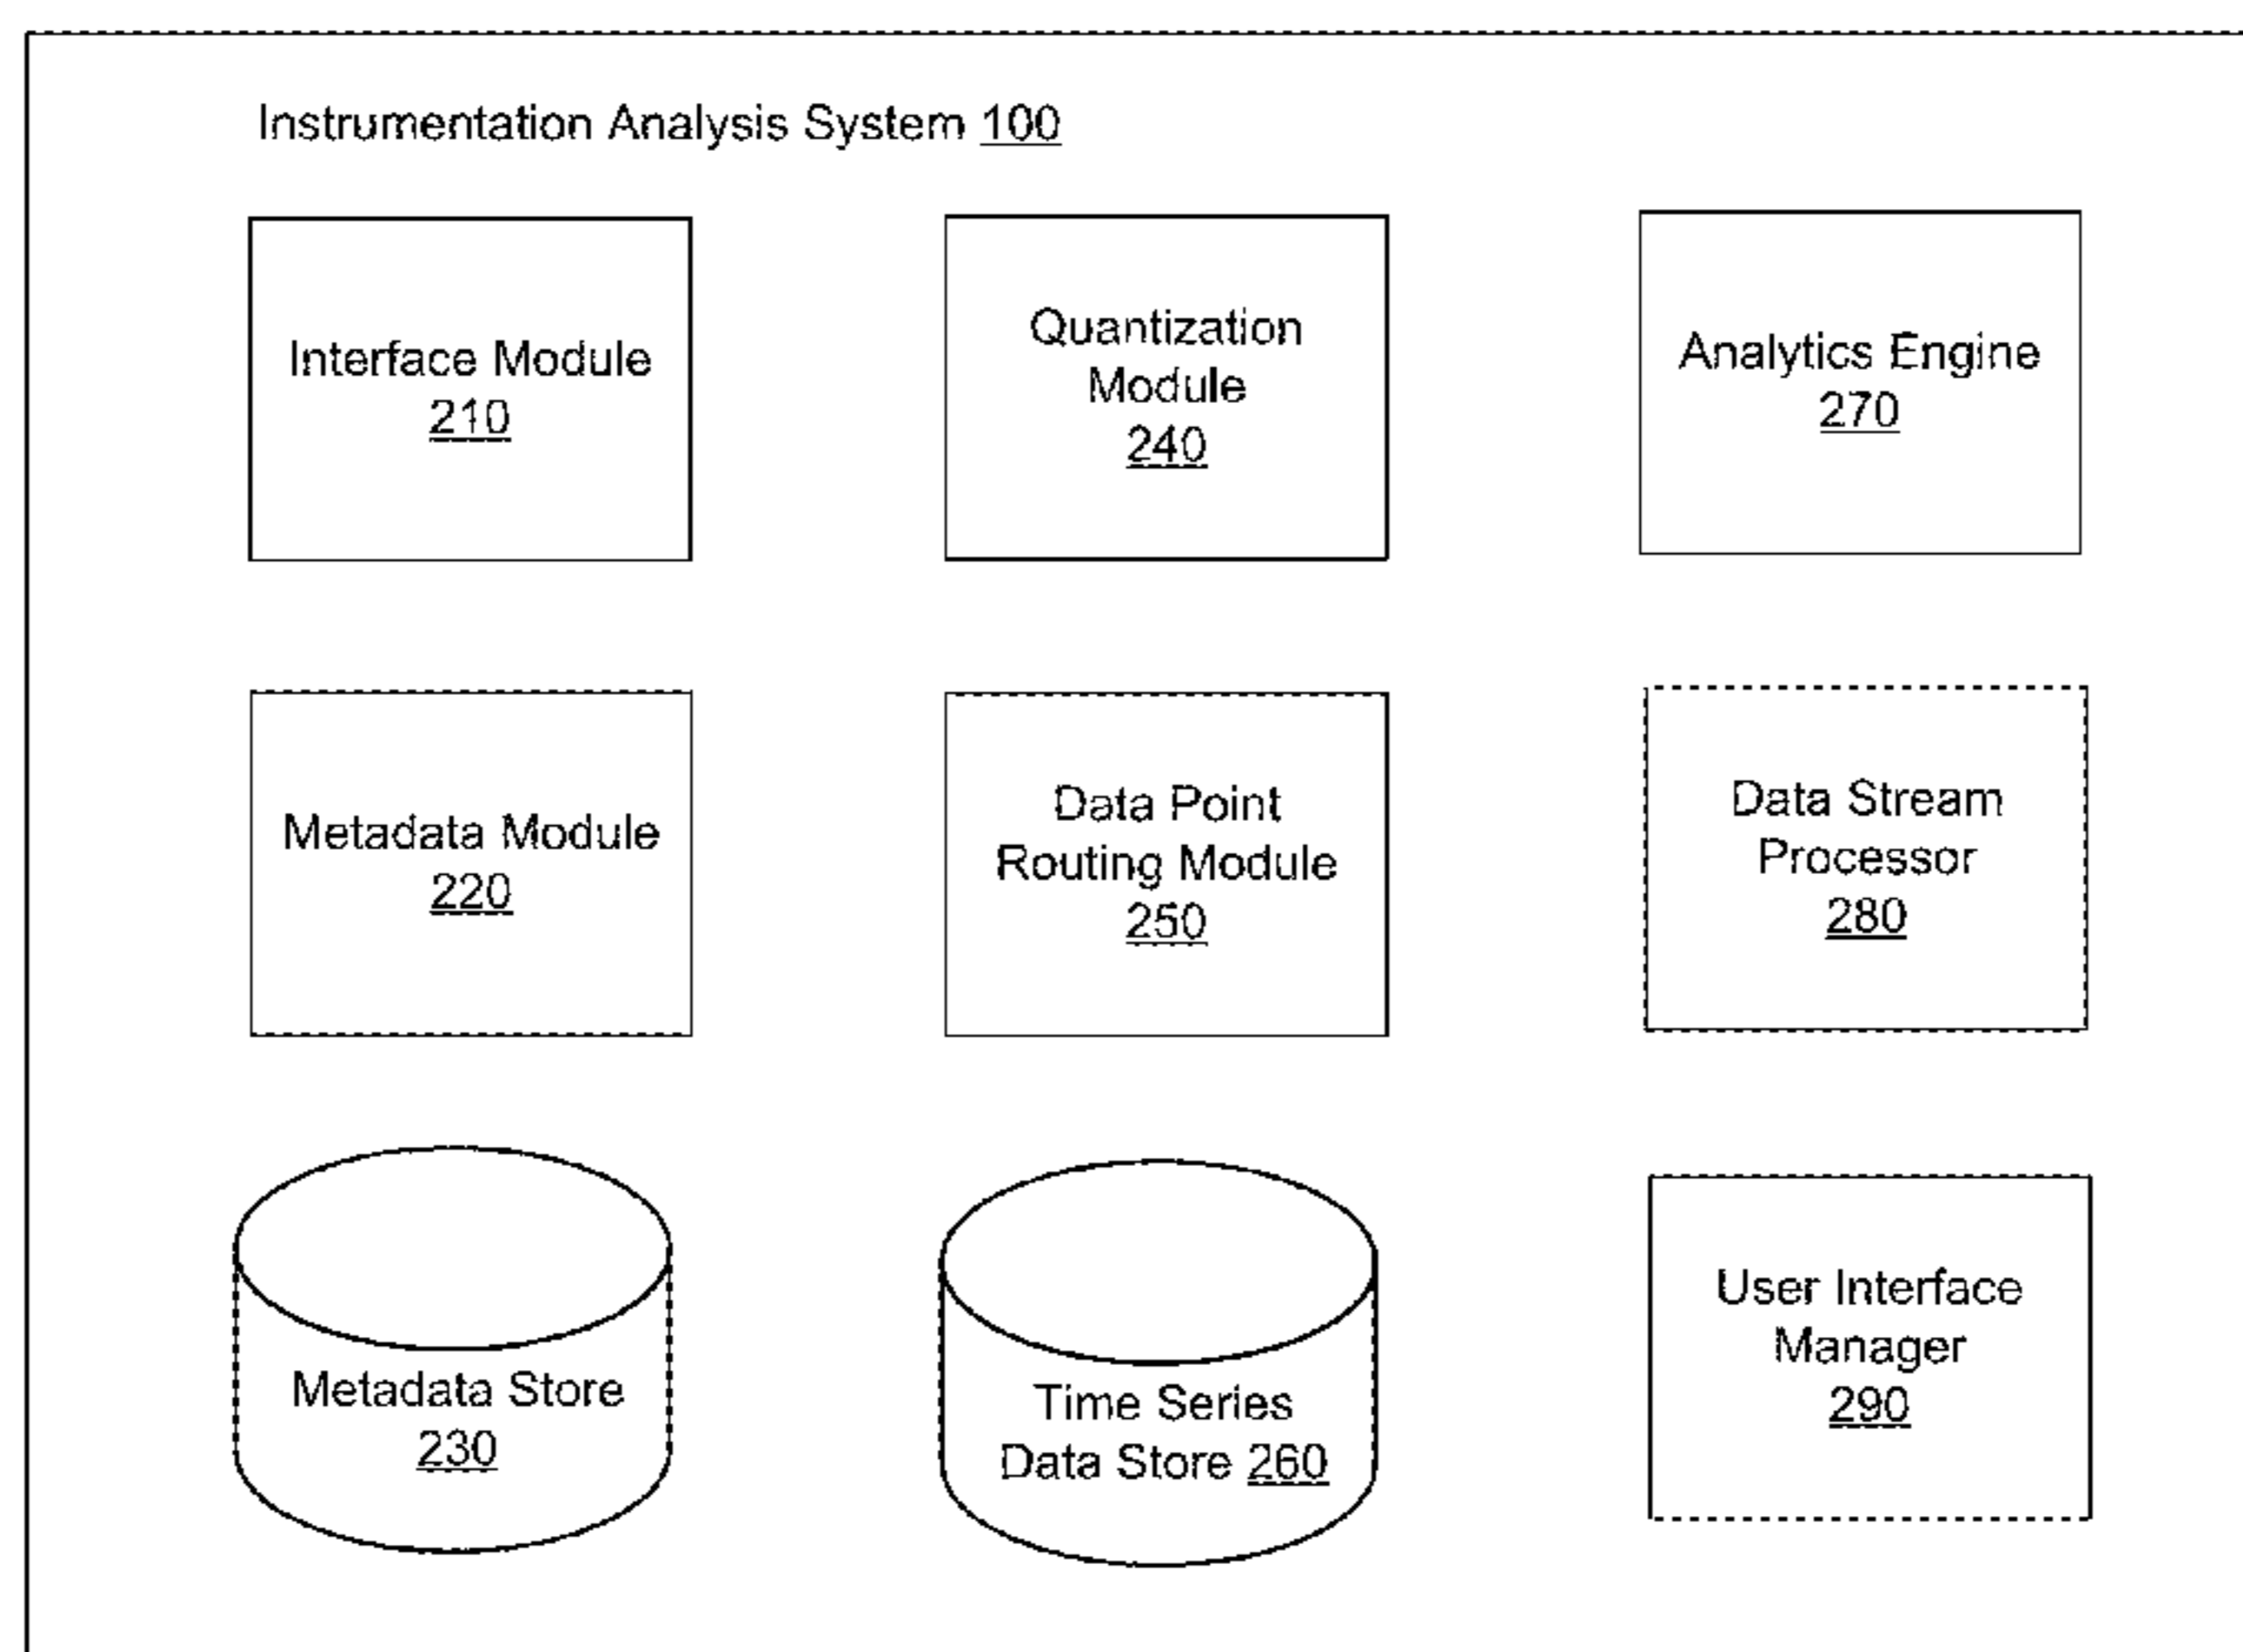 Instrumentation Analysis System 100
Interface Module
210
Quantization
Module
240
Analytics Engine
270
Metadata Module
220
Data Point
Routing Module
250
Data Stream
Processor
280
Metadata Store
230
Time Series
Data Store 260
User Interface
Manager
290